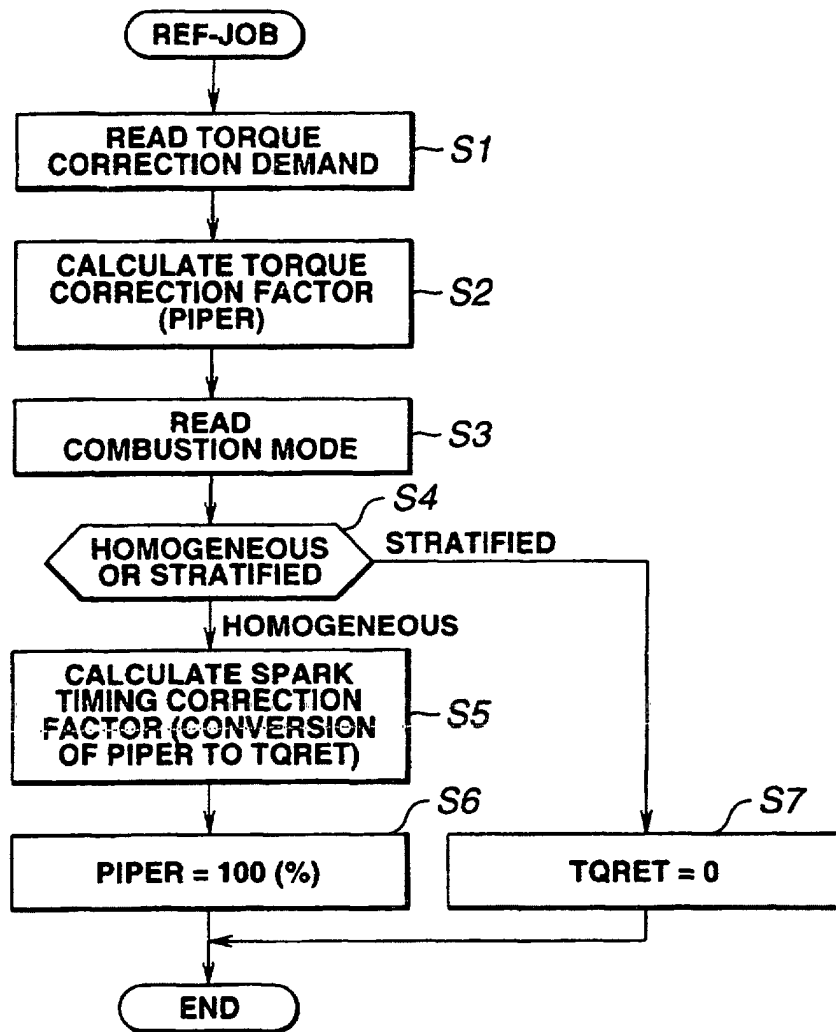 REF-JOB
READ TORQUE
CORRECTION DEMAND
S1
CALCULATE TORQUE
CORRECTION FACTOR
(PIPER)
S2
READ
COMBUSTION MODE
S3
S4
HOMOGENEOUS
OR STRATIFIED
STRATIFIED
HOMOGENEOUS
CALCULATE SPARK
TIMING CORRECTION
FACTOR (CONVERSION
OF PIPER TO TQRET)
S5
S6
PIPER = 100 (%)
S7
TQRET = 0
END